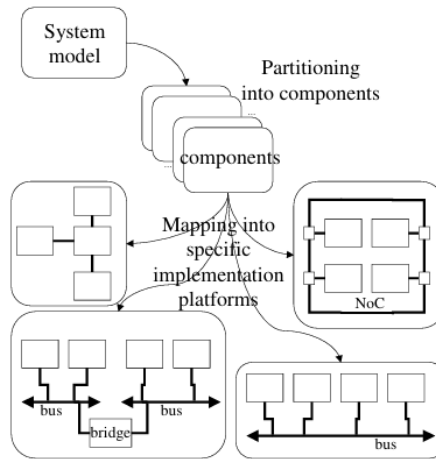 System
model
Partitioning
into components
...
components
...
Mapping into
specific
implementation
platforms
NoC
bus
bus
bridge
bus